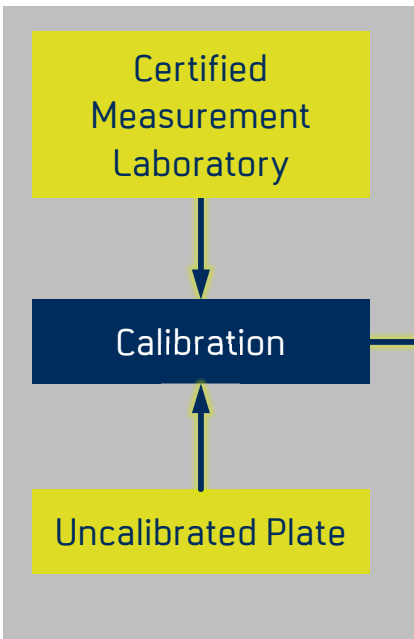 Certified
Measurement
Laboratory
Calibration
Uncalibrated Plate